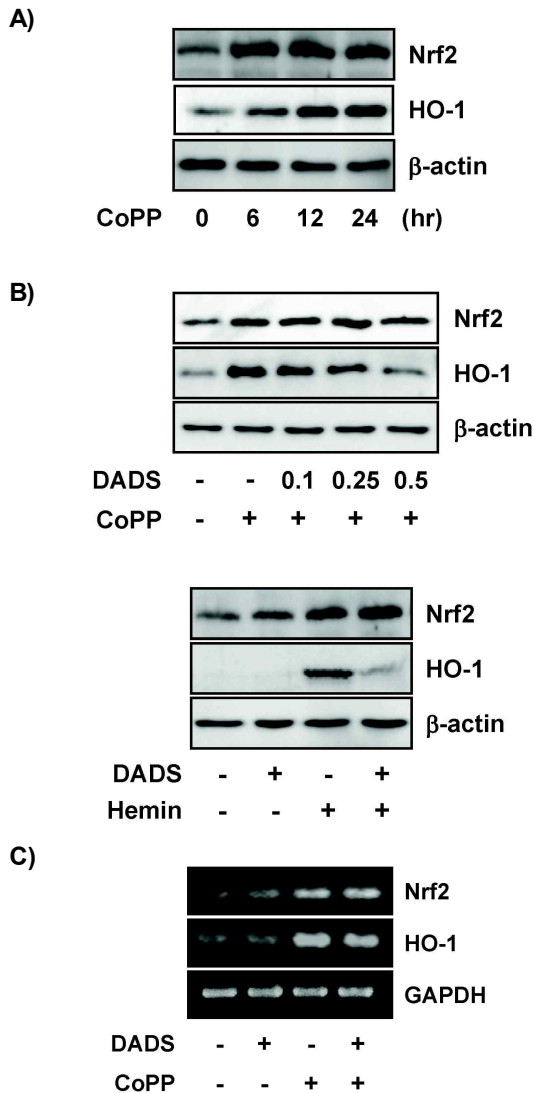 A)
Nrf2
HO-1
β-actin
CoPP 0 6 12 24 (hr)
B)
Nrf2
HO-1
β-actin
DADS - - 0.1 0.25 0.5
CoPP - + + + +
Nrf2
HO-1
β-actin
DADS - + - +
Hemin - - + +
C)
Nrf2
HO-1
GAPDH
DADS - + - +
CoPP - - + +